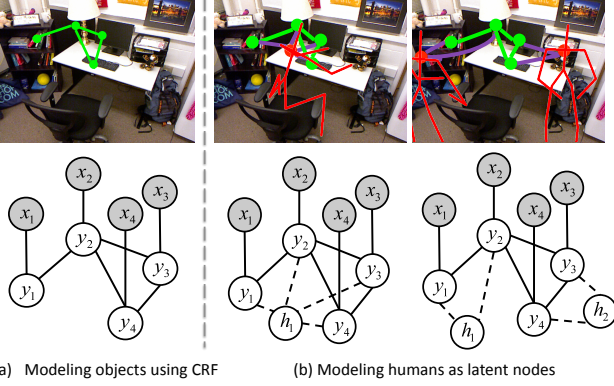 x2 x2 x2
x1 x4 x3 x1 x4 x3 x1 x4 x3
y2 y2 y2
y1 y3 y1 y3 y1 y3
y4 h1 y4 h1 y4 h2
a) Modeling objects using CRF (b) Modeling humans as latent nodes